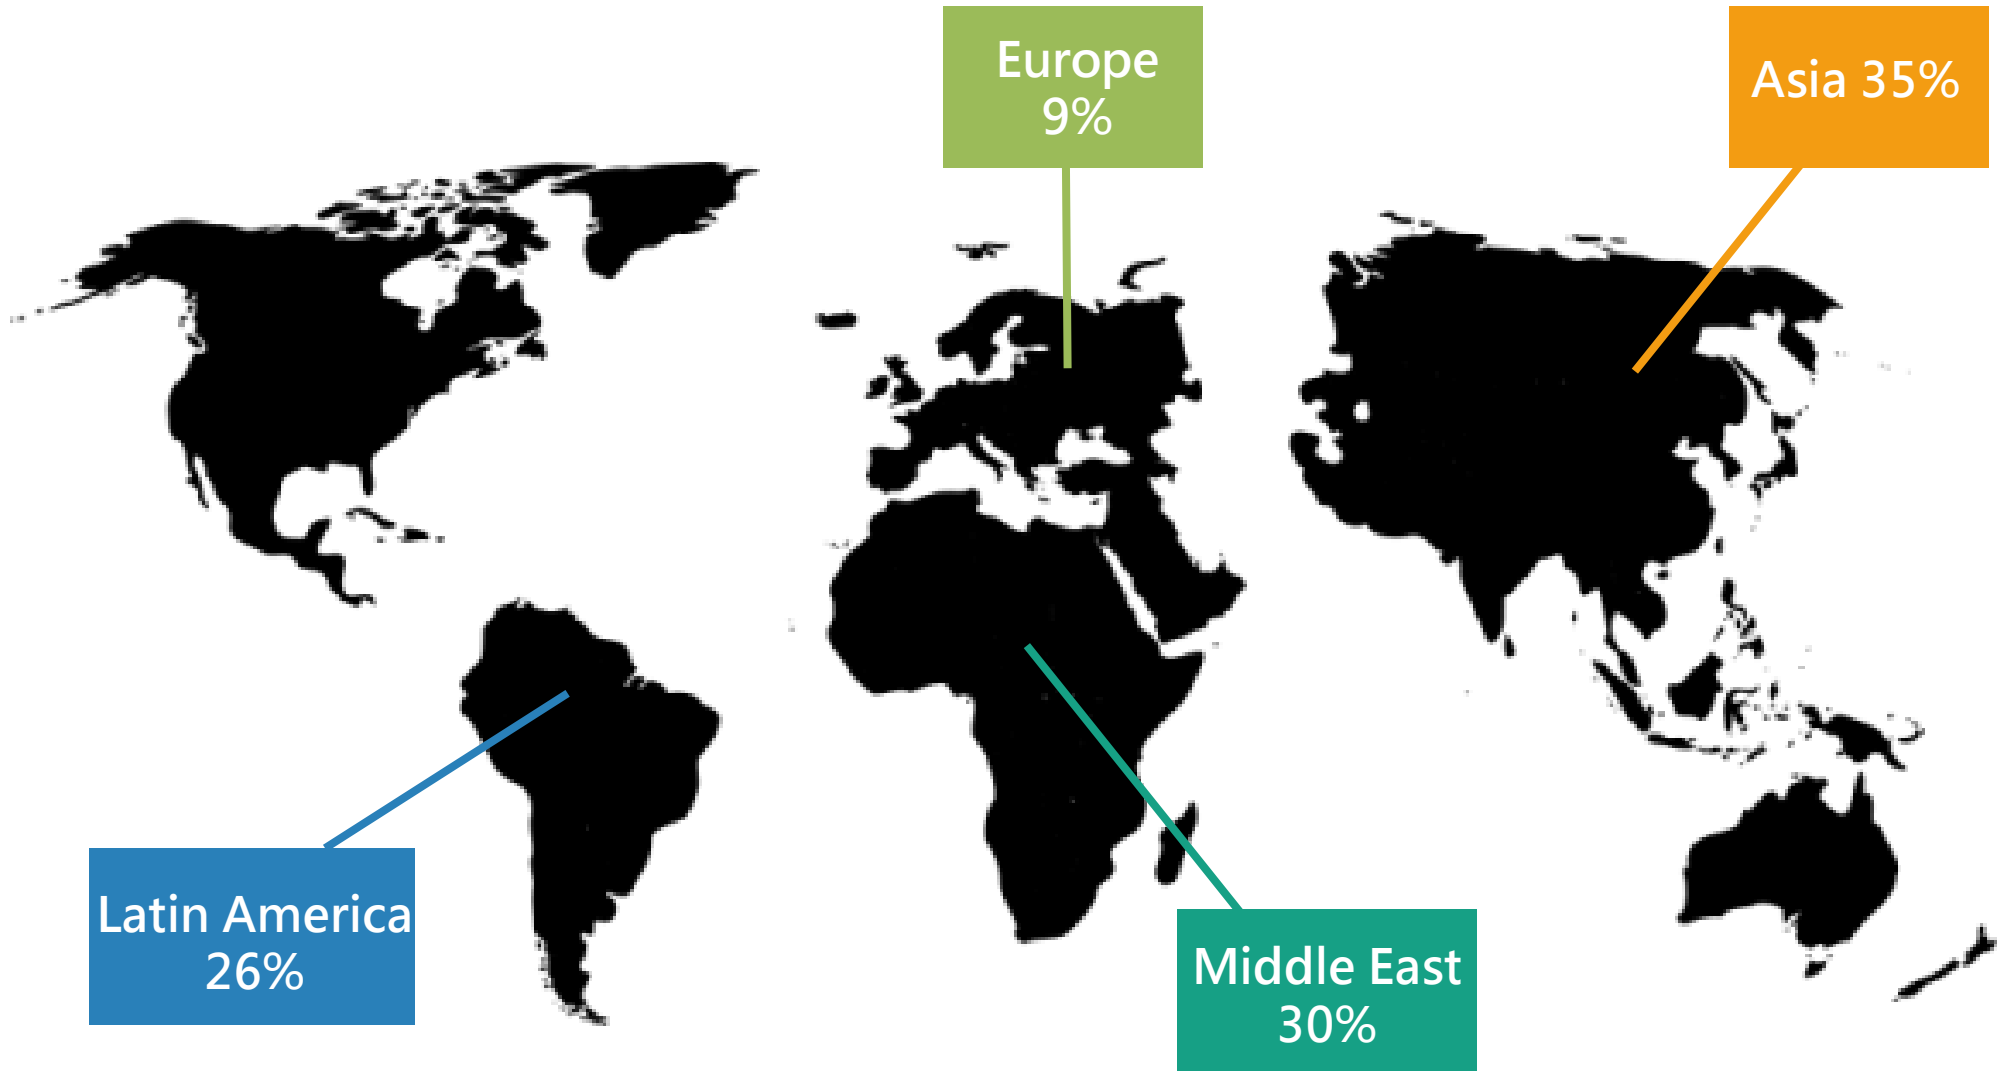 Europe
9%
Asia 35%
Latin America
26%
Middle East
30%